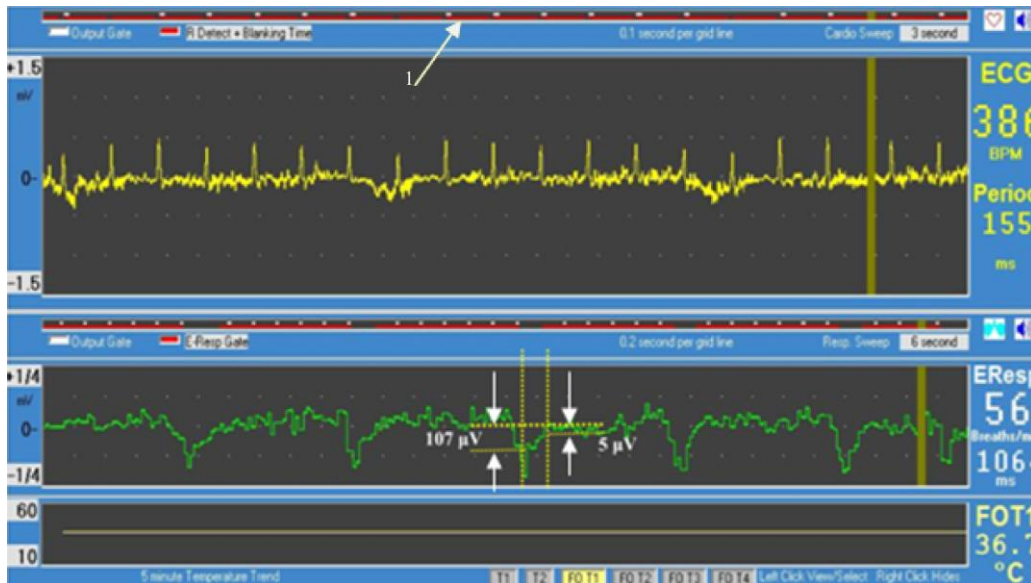 Output Gate R Detect + Blanking Time 0.1 second per grid line Cardio Sweep 3 second
1
+1.5
mV
0-
-1.5
ECG
386
BPM
Period
155
ms
Output Gate E-Resp Gate 0.2 second per grid line Resp. Sweep 6 second
+1/4
mV
0-
-1/4
107 µV
5 µV
EResp
56
Breaths/m
106
ms
60
10
FOT1
36.7
°C
5 minute Temperature Trend T1 T2 FO T1 FO T2 FO T3 FO T4 Left Click View/Select Right Click Hides